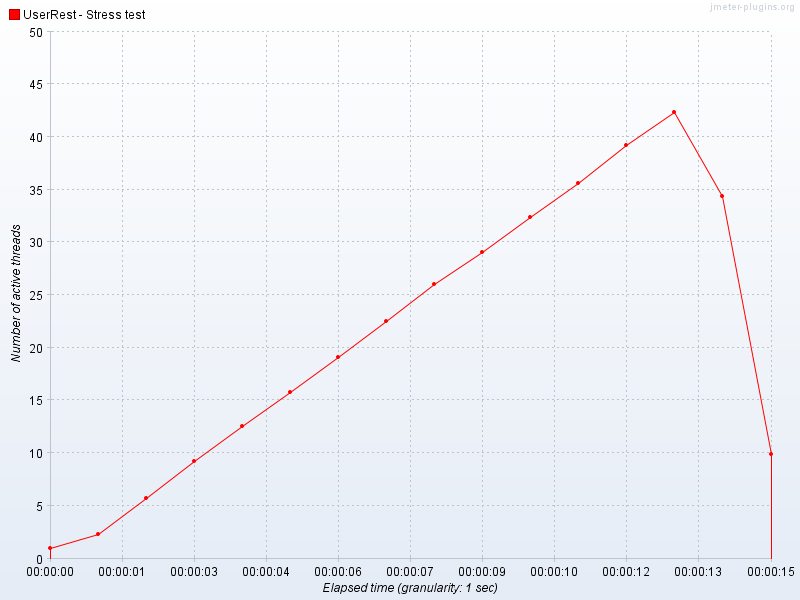 jmeter-plugins.org
UserRest - Stress test
50
45
40
35
30
25
20
15
10
5
0
Number of active threads
00:00:00 00:00:01 00:00:03 00:00:04 00:00:06 00:00:07 00:00:09 00:00:10 00:00:12 00:00:13 00:00:15
Elapsed time (granularity: 1 sec)